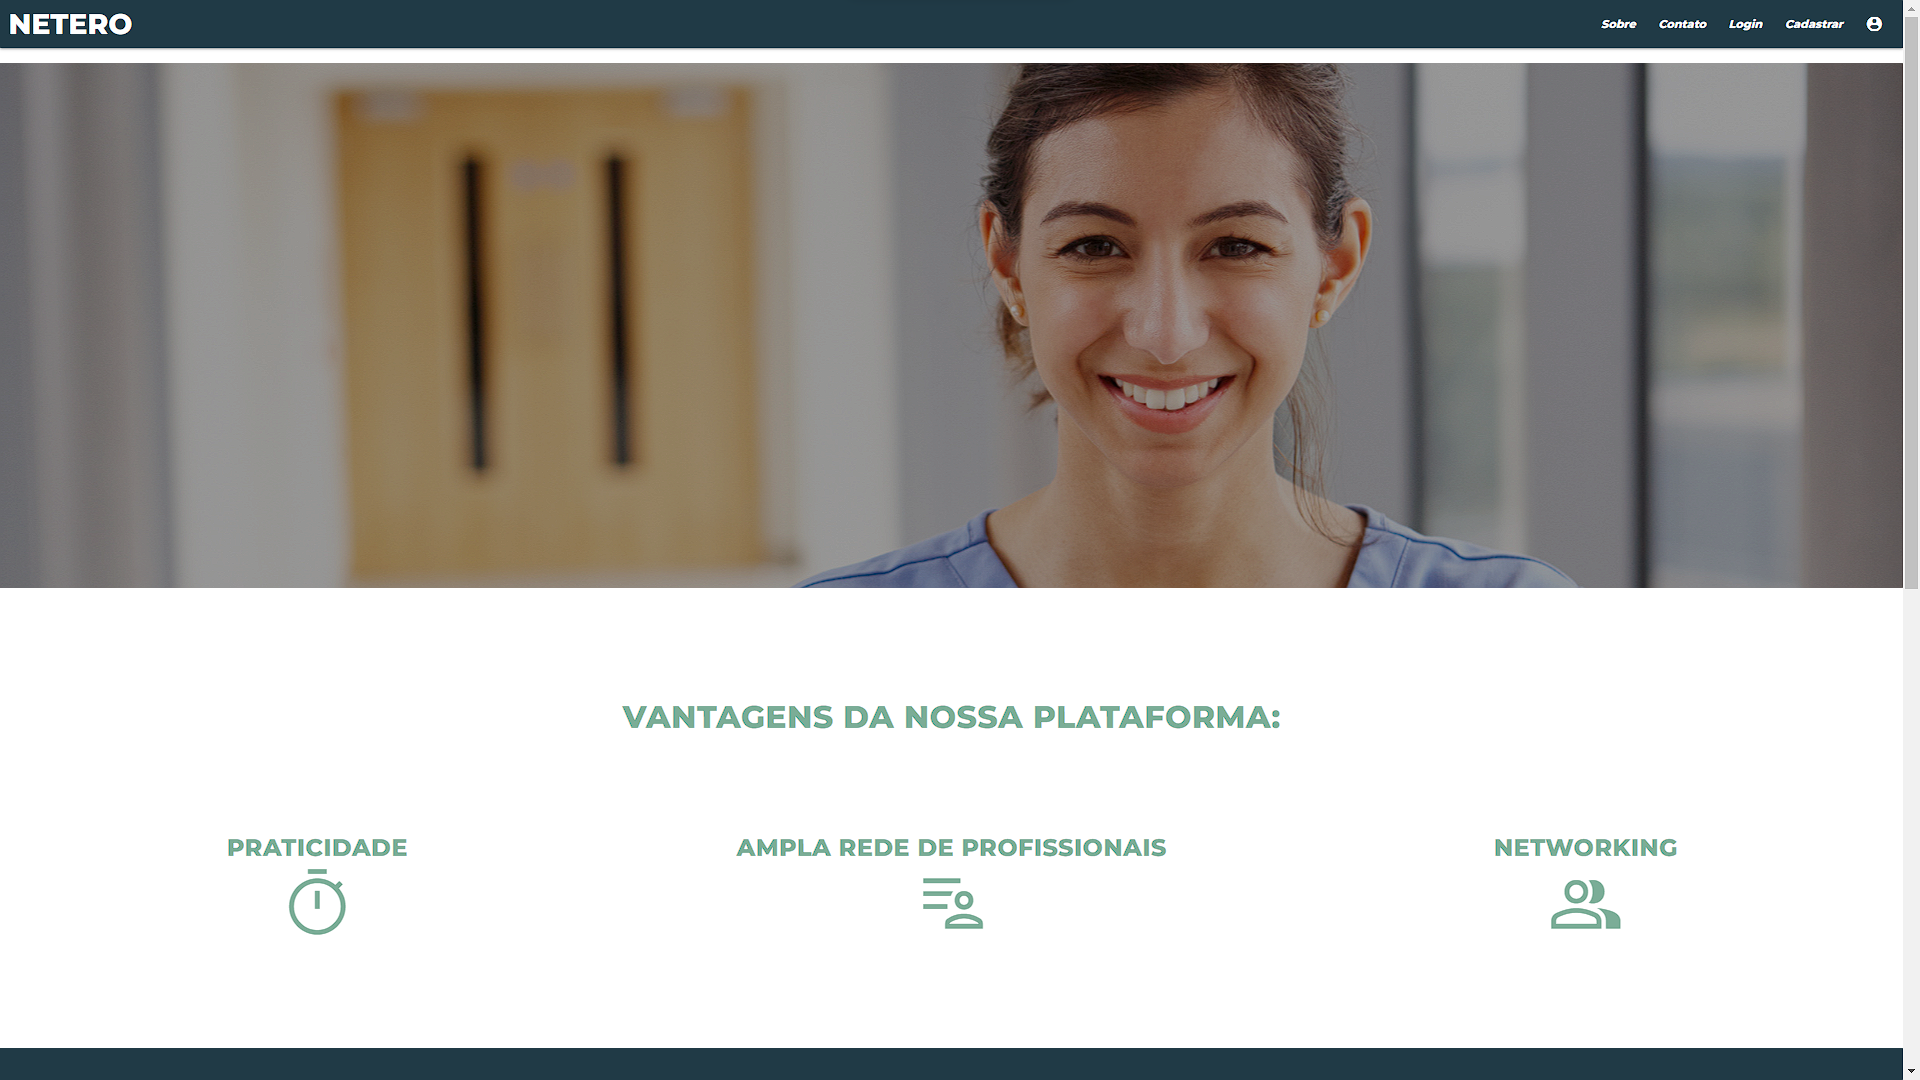 NETERO
Sobre Contato Login Cadastrar
VANTAGENS DA NOSSA PLATAFORMA:
PRATICIDADE
AMPLA REDE DE PROFISSIONAIS
NETWORKING